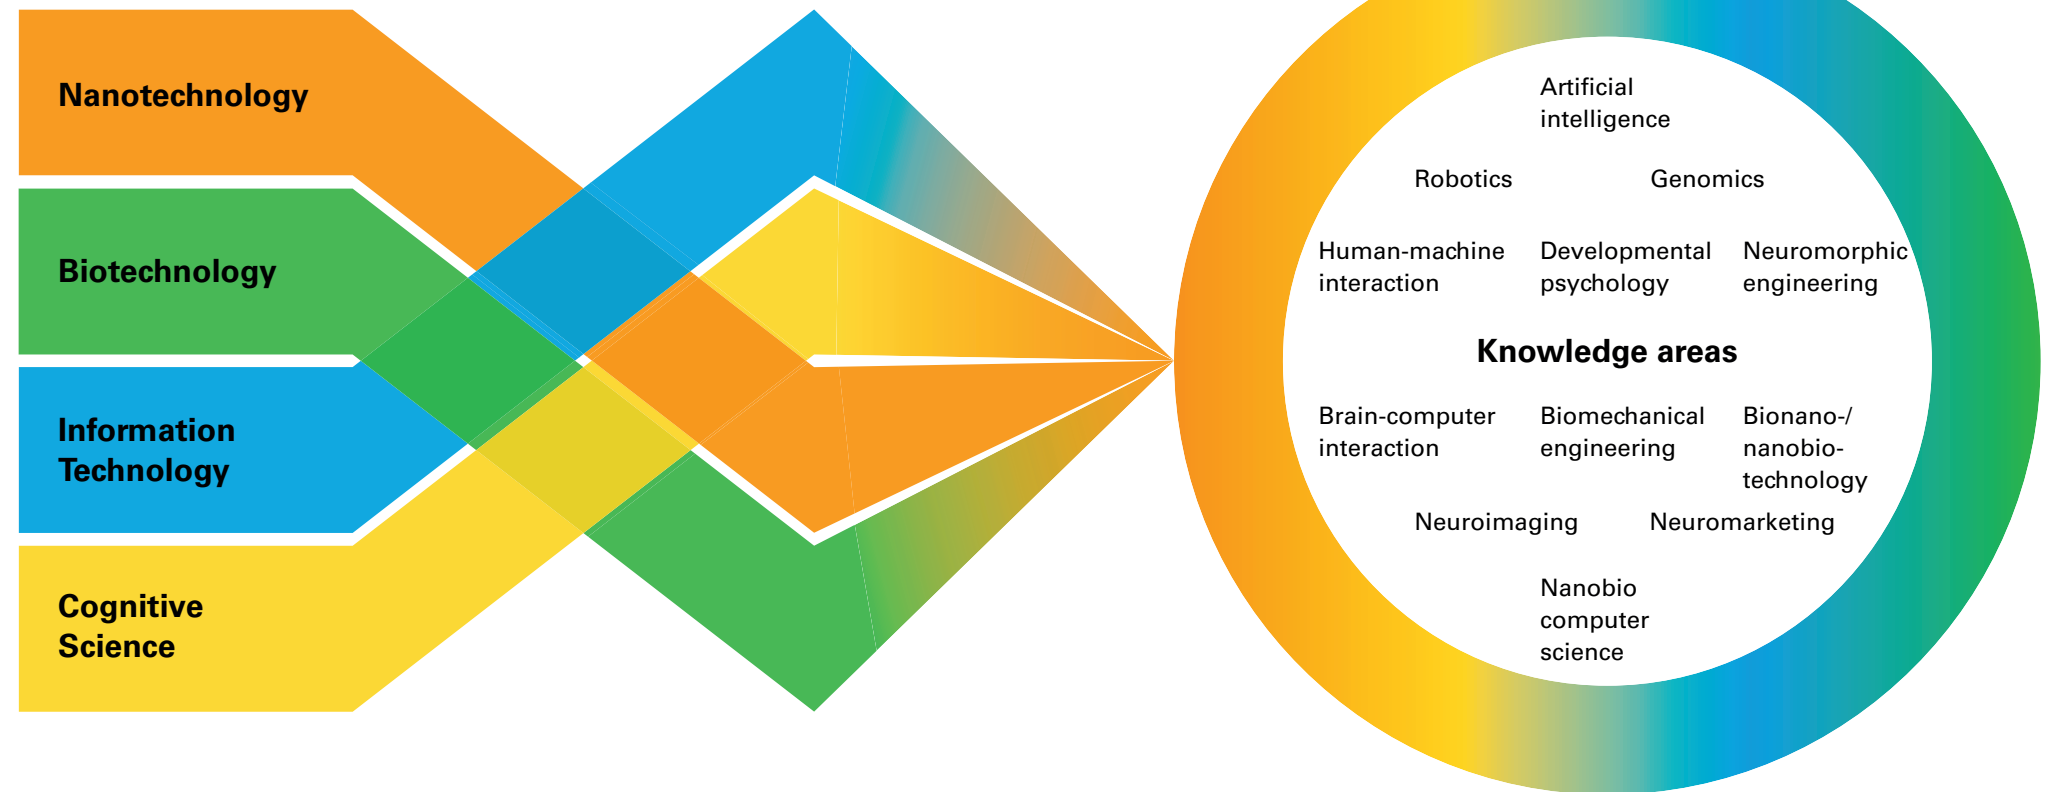 Nanotechnology
Biotechnology
Information
Technology
Cognitive
Science
Artificial
intelligence
Robotics
Genomics
Human-machine
interaction
Developmental
psychology
Neuromorphic
engineering
Knowledge areas
Brain-computer
interaction
Biomechanical
engineering
Bionano-/
nanobio-
technology
Neuroimaging
Neuromarketing
Nanobio
computer
science